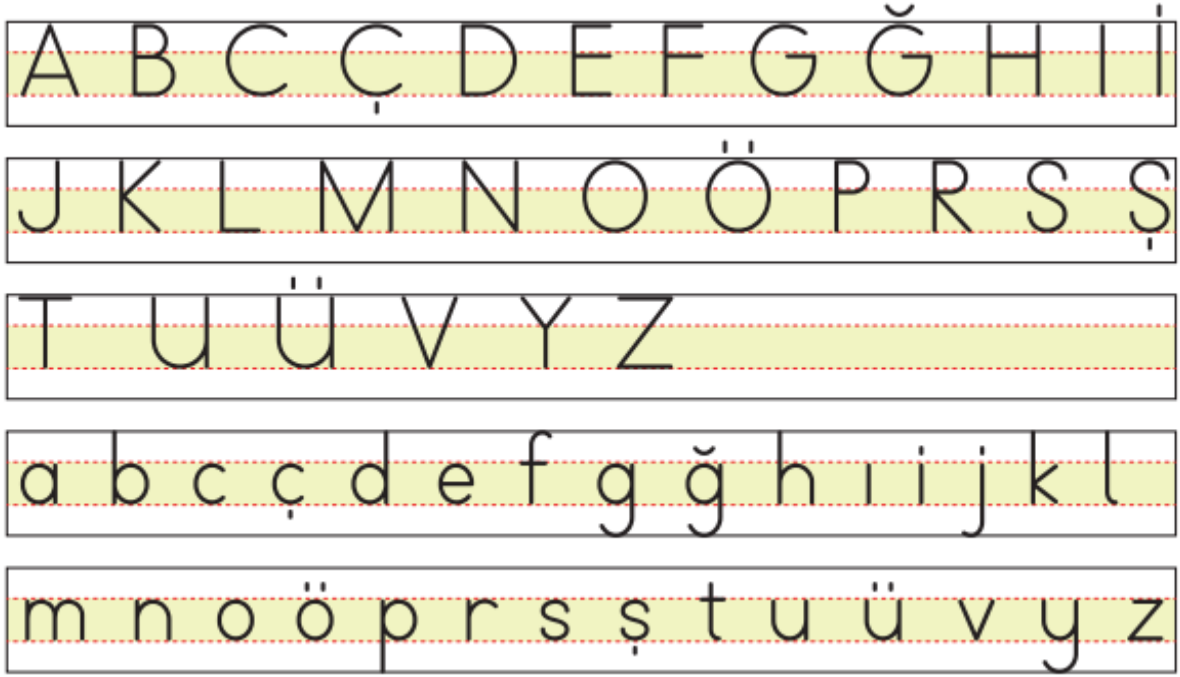 A B C Ç D E F G Ğ H I İ
J K L M N O Ö P R S Ş
T U Ü V Y Z
a b c ç d e f g ğ h ı i j k l
m n o ö p r s ş t u ü v y z